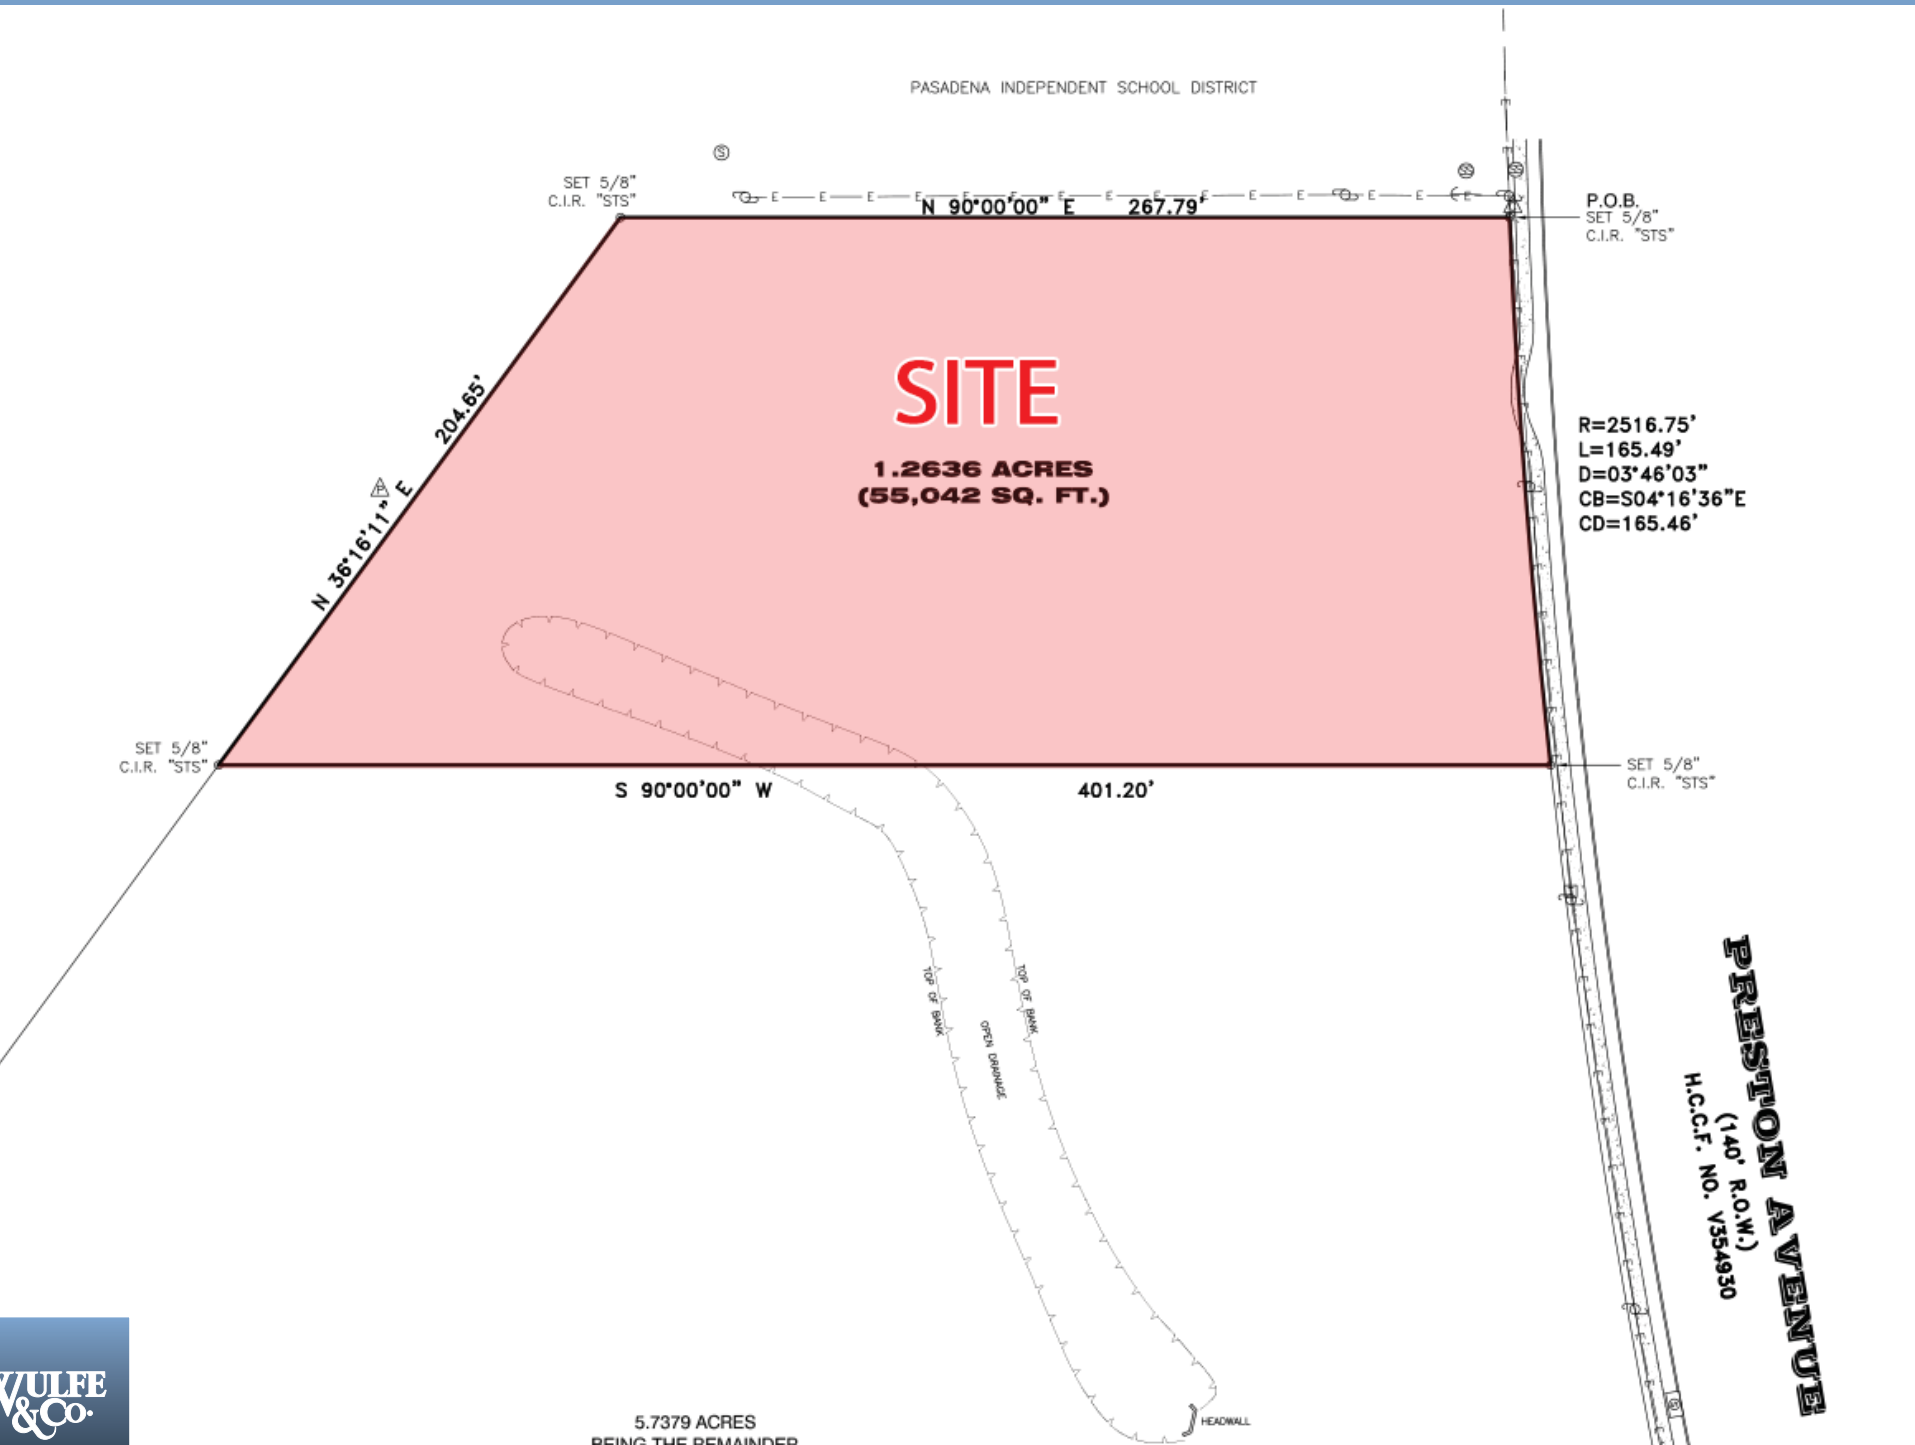 PASADENA INDEPENDENT SCHOOL DISTRICT
SET 5/8"
C.I.R. "STS"
N 90°00'00" E 267.79'
P.O.B.
SET 5/8"
C.I.R. "STS"
204.65'
N 36°16'11" E
SITE
1.2636 ACRES
(55,042 SQ. FT.)
R=2516.75'
L=165.49'
D=03°46'03"
CB=S04°16'36"E
CD=165.46'
SET 5/8"
C.I.R. "STS"
S 90°00'00" W 401.20'
SET 5/8"
C.I.R. "STS"
TOP OF BANK
OPEN DRAINAGE
TOP OF BANK
PRESTON AVENUE
(140' R.O.W.)
H.C.C.F. NO. V354930
HEADWALL
5.7379 ACRES
BEING THE REMAINDER
WULFE
&CO.